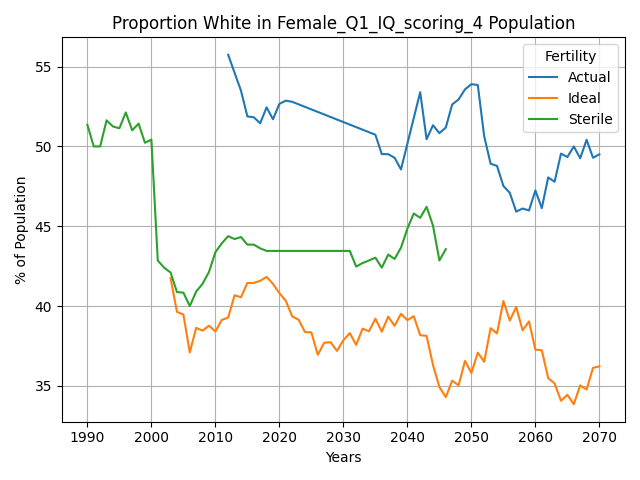 Proportion White in Female_Q1_IQ_scoring_4 Population
% of Population
55
50
45
40
35
1990
2000
2010
2020
2030
2040
2050
2060
2070
Years
Fertility
Actual
Ideal
Sterile